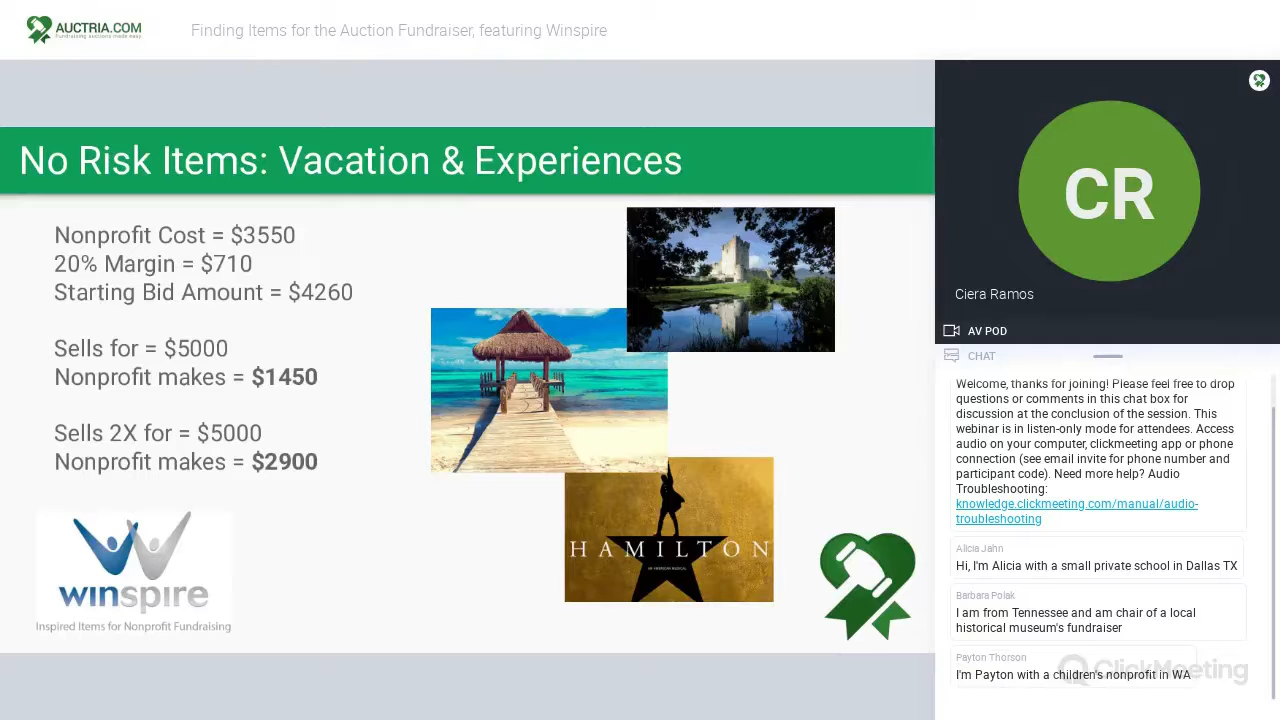 AUCTRIA.COM
Fundraising auctions made easy
Finding Items for the Auction Fundraiser, featuring Winspire
No Risk Items: Vacation & Experiences
Nonprofit Cost = $3550
20% Margin = $710
Starting Bid Amount = $4260
Sells for = $5000
Nonprofit makes = $1450
Sells 2X for = $5000
Nonprofit makes = $2900
winspire
Inspired Items for Nonprofit Fundraising
HAMILTON
AN AMERICAN MUSICAL
CR
Ciera Ramos
AV POD
CHAT
Welcome, thanks for joining! Please feel free to drop
questions or comments in this chat box for
discussion at the conclusion of the session. This
webinar is in listen-only mode for attendees. Access
audio on your computer, clickmeeting app or phone
connection (see email invite for phone number and
participant code). Need more help? Audio
Troubleshooting:
knowledge.clickmeeting.com/manual/audio-
troubleshooting
Alicia Jahn
Hi, I'm Alicia with a small private school in Dallas TX
Barbara Polak
I am from Tennessee and am chair of a local
historical museum's fundraiser
Payton Thorson
I'm Payton with a children's nonprofit in WA
ClickMeeting